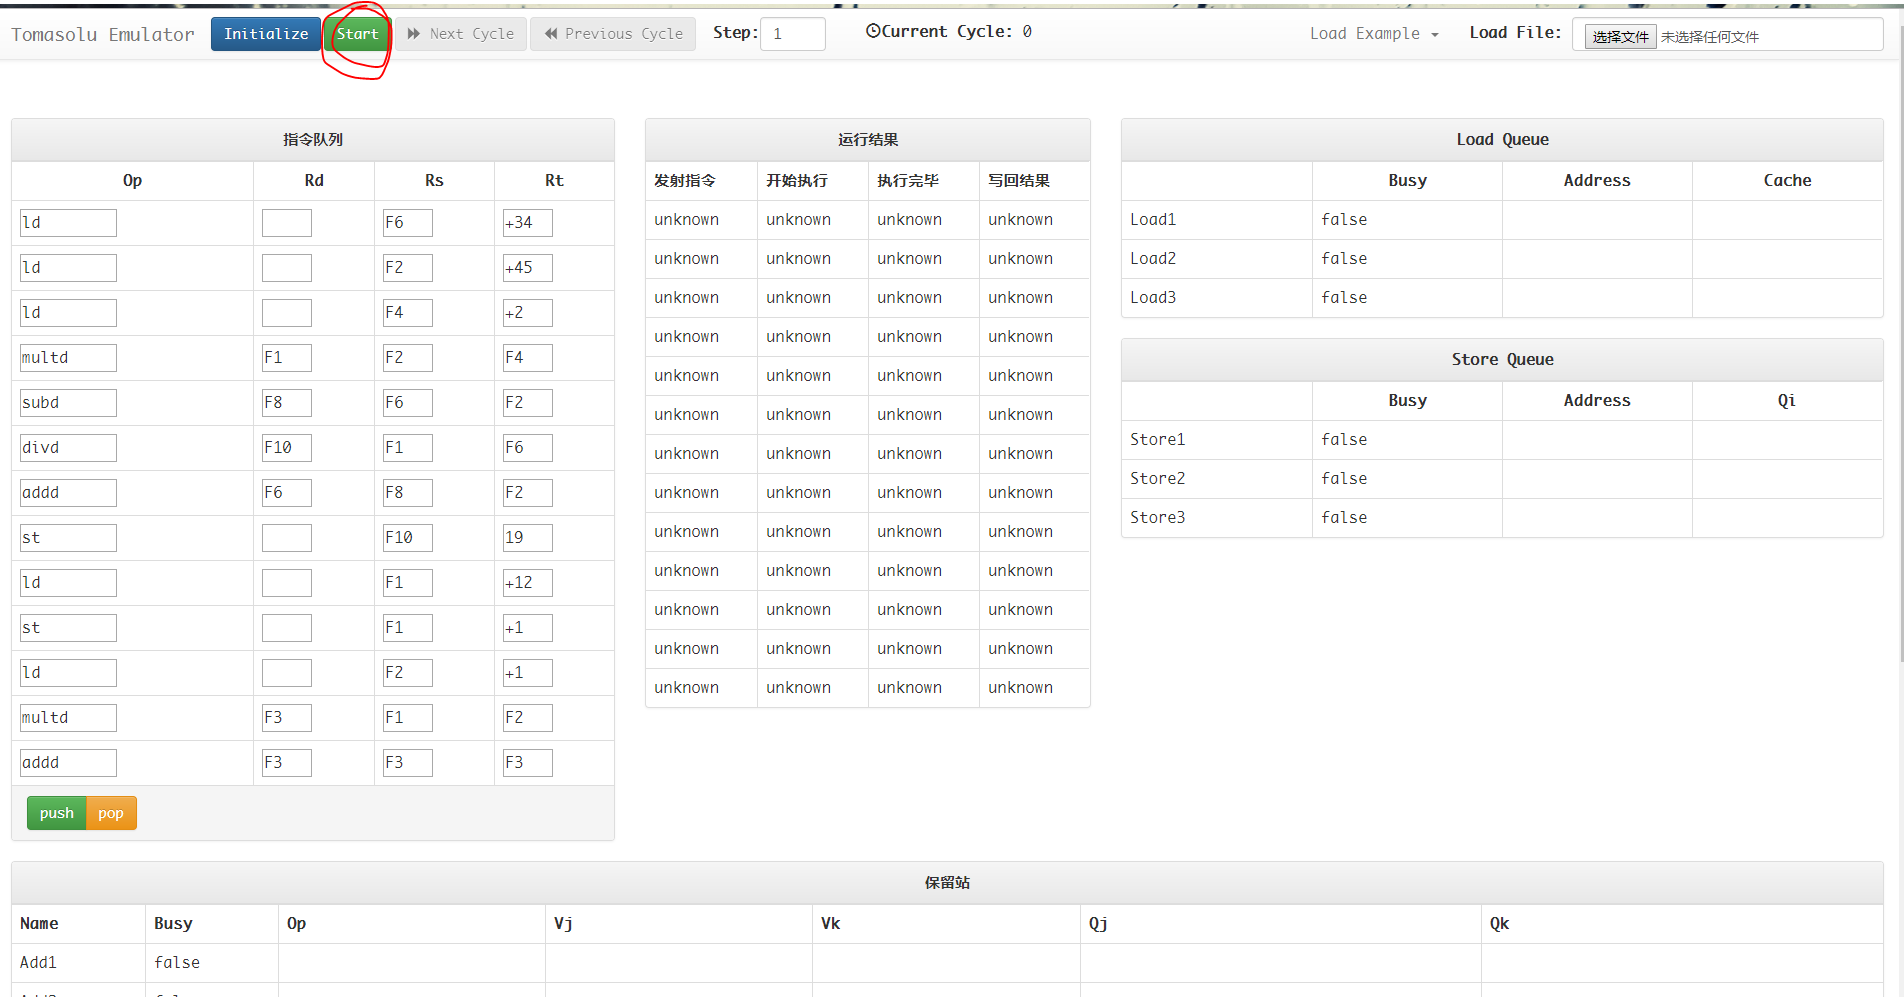 Tomasolu Emulator Initialize Start Next Cycle Previous Cycle Step: 1 Current Cycle: 0 Load Example Load File: 选择文件 未选择任何文件
指令队列
Op Rd Rs Rt
ld F6 +34
ld F2 +45
ld F4 +2
multd F1 F2 F4
subd F8 F6 F2
divd F10 F1 F6
addd F6 F8 F2
st F10 19
ld F1 +12
st F1 +1
ld F2 +1
multd F3 F1 F2
addd F3 F3 F3
push pop
运行结果
发射指令 开始执行 执行完毕 写回结果
unknown unknown unknown unknown
unknown unknown unknown unknown
unknown unknown unknown unknown
unknown unknown unknown unknown
unknown unknown unknown unknown
unknown unknown unknown unknown
unknown unknown unknown unknown
unknown unknown unknown unknown
unknown unknown unknown unknown
unknown unknown unknown unknown
unknown unknown unknown unknown
unknown unknown unknown unknown
unknown unknown unknown unknown
Load Queue
Busy Address Cache
Load1 false
Load2 false
Load3 false
Store Queue
Busy Address Qi
Store1 false
Store2 false
Store3 false
保留站
Name Busy Op Vj Vk Qj Qk
Add1 false